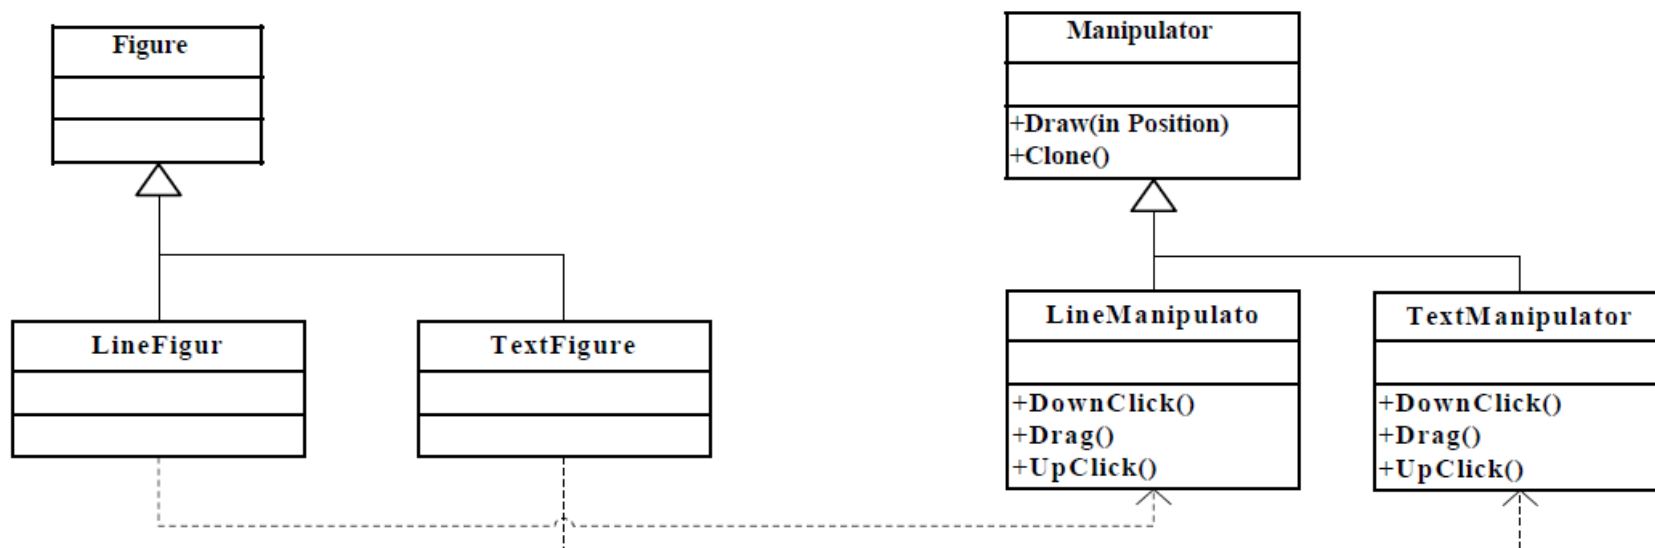 Figure
Manipulator
+Draw(in Position)
+Clone()
LineFigur
TextFigure
LineManipulato
TextManipulator
+DownClick()
+Drag()
+UpClick()
+DownClick()
+Drag()
+UpClick()